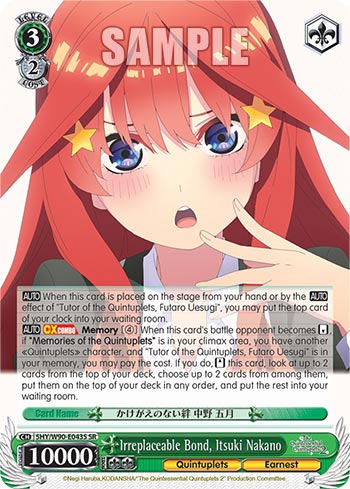 LEVEL
3
2
COST
SAMPLE
AUTO When this card is placed on the stage from your hand or by the AUTO
effect of "Tutor of the Quintuplets, Futaro Uesugi", you may put the top card
of your clock into your waiting room.
AUTO CXCOMBO Memory [④] When this card's battle opponent becomes [ ],
if "Memories of the Quintuplets" is in your climax area, you have another
«Quintuplets» character, and "Tutor of the Quintuplets, Futaro Uesugi" is in
your memory, you may pay the cost. If you do, [ ] this card, look at up to
cards from the top of your deck, choose up to cards from among them,
put them on the top of your deck in any order, and put the rest into your
waiting room.
Card Name かけがえのない絆 中野 五月
CH 5HY/W90-E043S SR
Irreplaceable Bond, Itsuki Nakano
10000
Quintuplets
Earnest
©Negi Haruba,KODANSHA/"The Quintessential Quintuplets 2" Production Committee.